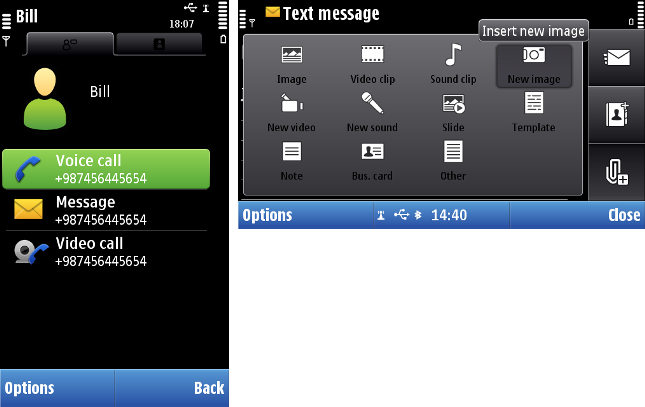 Bill
18:07
Bill
Voice call
+987456445654
Message
+987456445654
Video call
+987456445654
Options Back
Text message
Insert new image
Image Video clip Sound clip New image
New video New sound Slide Template
Note Bus. card Other
Options 14:40 Close